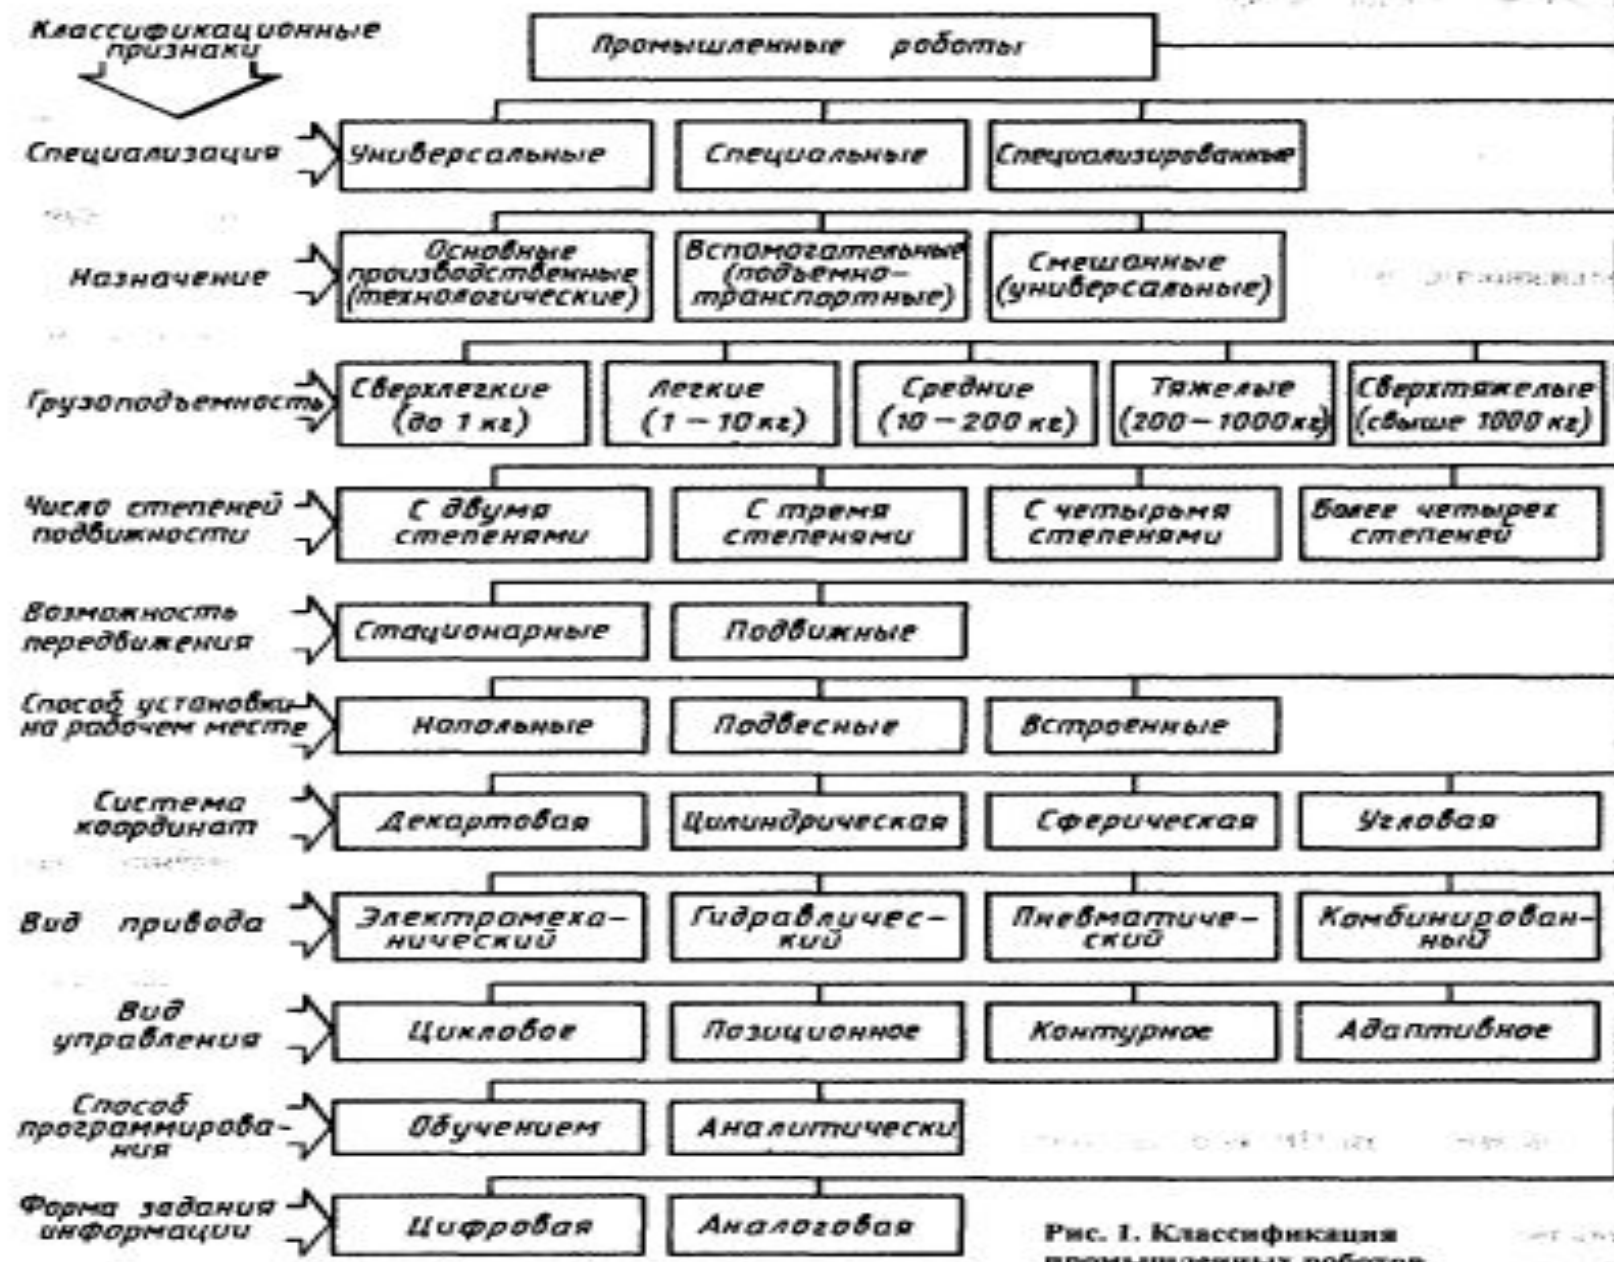 Классификационные
признаки
Промышленные роботы
Специализация
Универсальные
Специальные
Специализированные
Назначение
Основные
производственные
(технологические)
Вспомогательные
(подъемно-
транспортные)
Смешанные
(универсальные)
Грузоподъемность
Сверхлегкие
(до 1 кг)
Легкие
(1 – 10 кг)
Средние
(10 – 200 кг)
Тяжелые
(200 – 1000 кг)
Сверхтяжелые
(свыше 1000 кг)
Число степеней
подвижности
С двумя
степенями
С тремя
степенями
С четырьмя
степенями
Более четырех
степеней
Возможность
передвижения
Стационарные
Подвижные
Способ установки
на рабочем месте
Напольные
Подвесные
Встроенные
Система
координат
Декартовая
Цилиндрическая
Сферическая
Угловая
Вид привода
Электромеха-
нический
Гидравличес-
кий
Пневматиче-
ский
Комбинирован-
ный
Вид
управления
Цикловое
Позиционное
Контурное
Адаптивное
Способ
программирова-
ния
Обучением
Аналитически
Форма задания
информации
Цифровая
Аналоговая
Рис. 1. Классификация
промышленных роботов